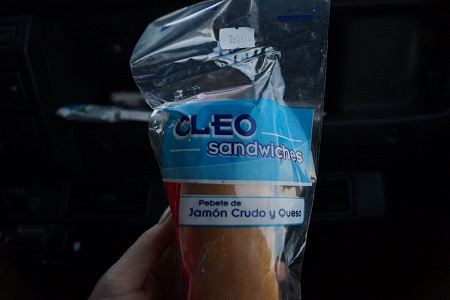 CLEO
sandwiches
Pebete de
Jamón Crudo y Queso